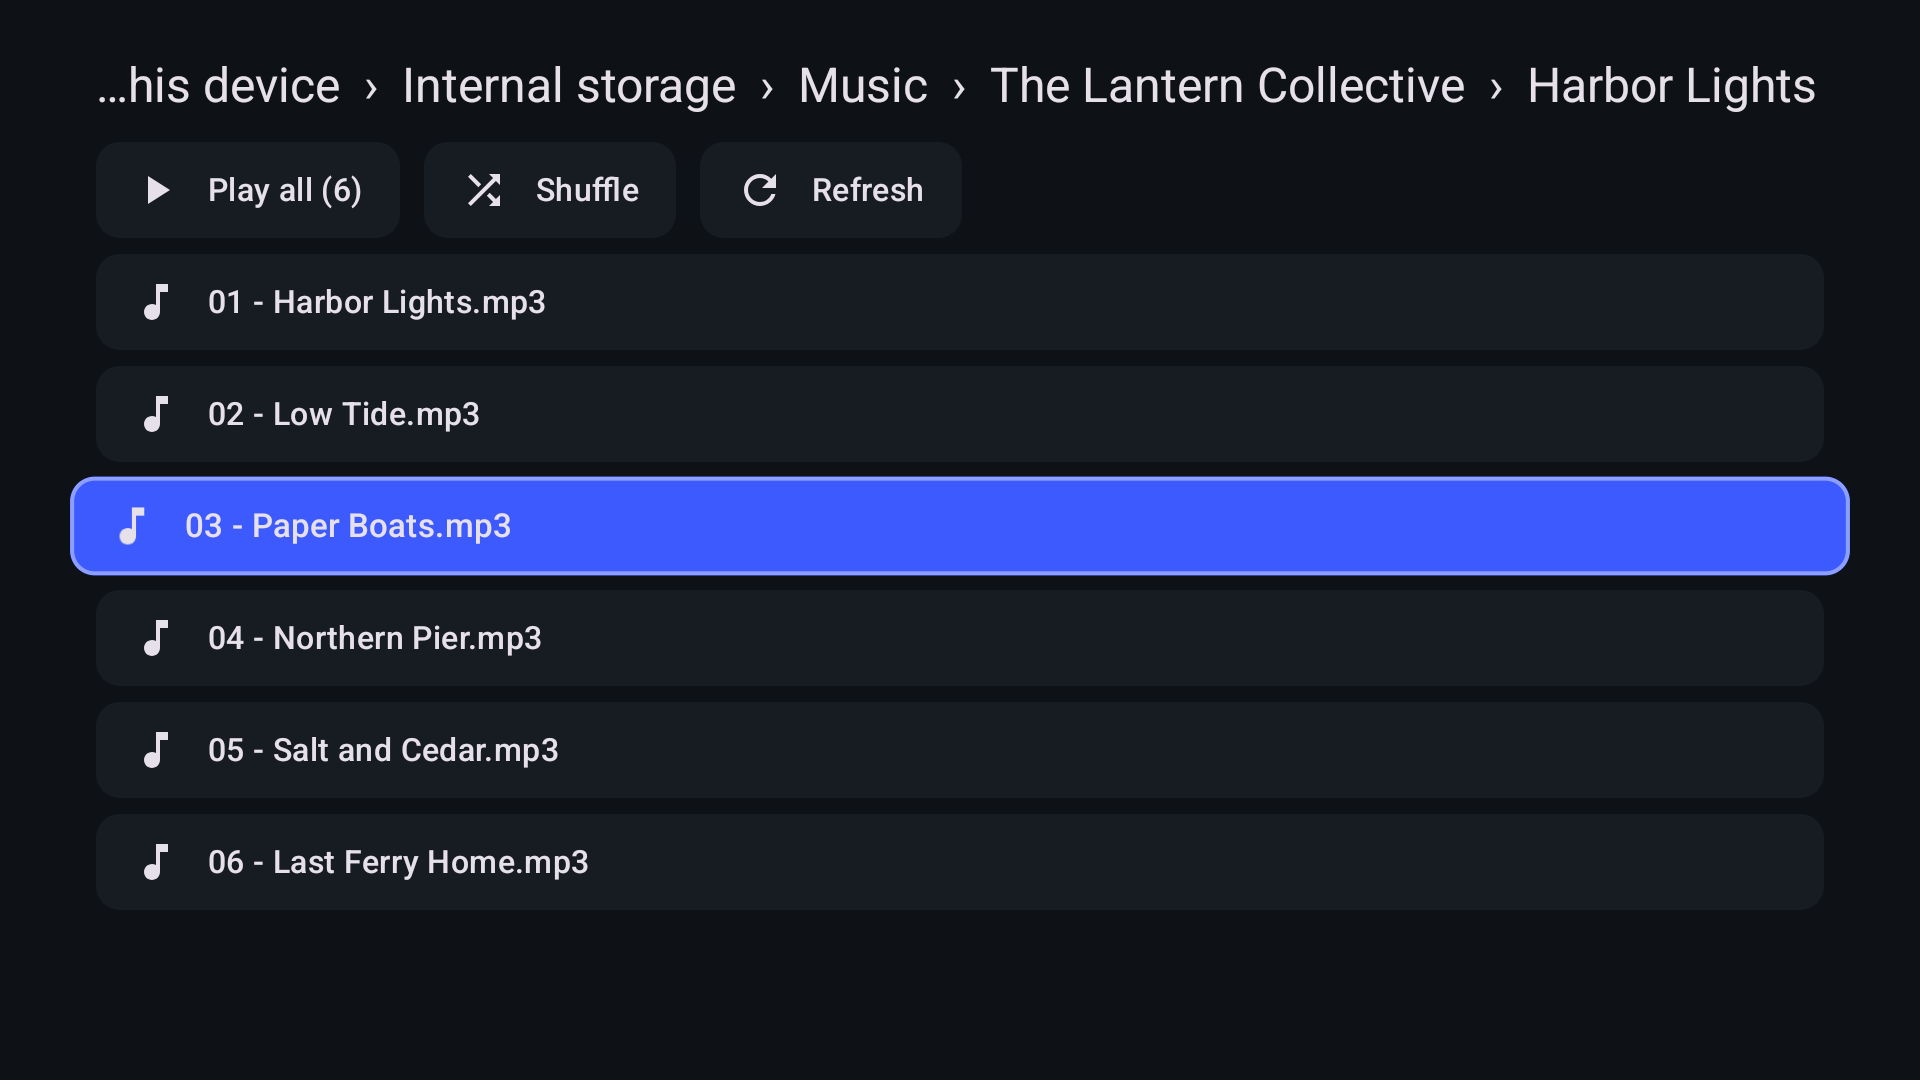 …his device › Internal storage › Music › The Lantern Collective › Harbor Lights
Play all (6) Shuffle Refresh
01 - Harbor Lights.mp3
02 - Low Tide.mp3
03 - Paper Boats.mp3
04 - Northern Pier.mp3
05 - Salt and Cedar.mp3
06 - Last Ferry Home.mp3